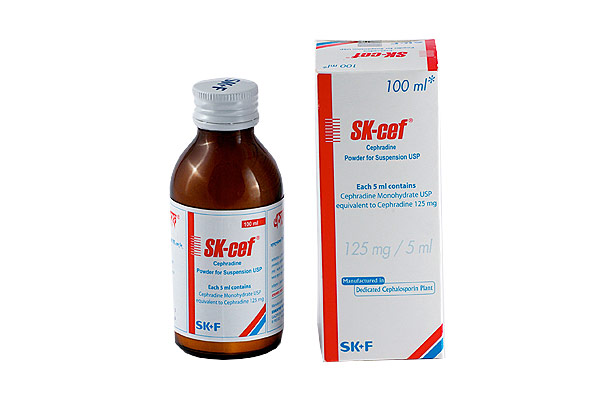 SK+F
100 ml
SK-cef®
Cephradine
Powder for Suspension USP
Each 5 ml contains
Cephradine Monohydrate USP
equivalent to Cephradine 125 mg
SK+F
100 ml*
SK-cef
100 ml*
SK-cef®
Cephradine
Powder for Suspension USP
Each 5 ml contains
Cephradine Monohydrate USP
equivalent to Cephradine 125 mg
125 mg / 5 ml
Manufactured in
Dedicated Cephalosporin Plant
SK+F